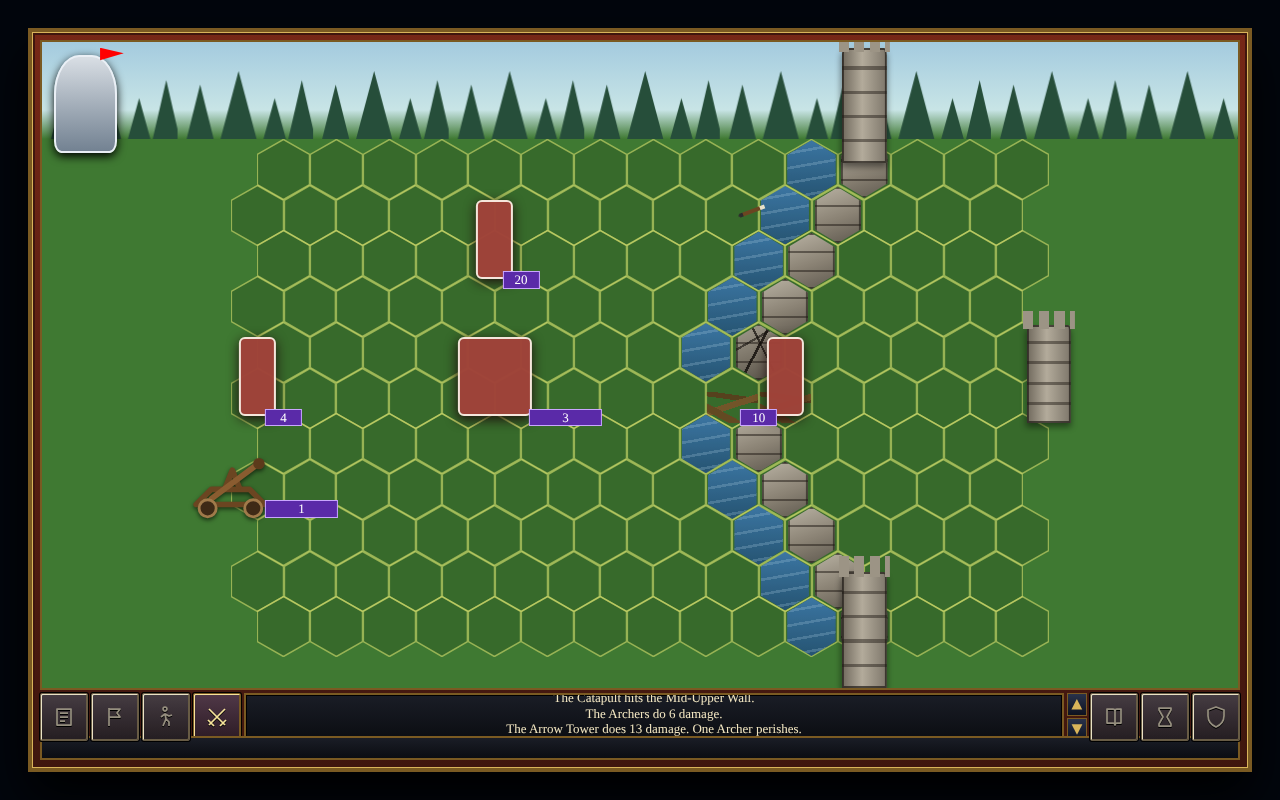 20
4
3
10
1
The Catapult hits the Mid-Upper Wall.
The Archers do 6 damage.
The Arrow Tower does 13 damage. One Archer perishes.